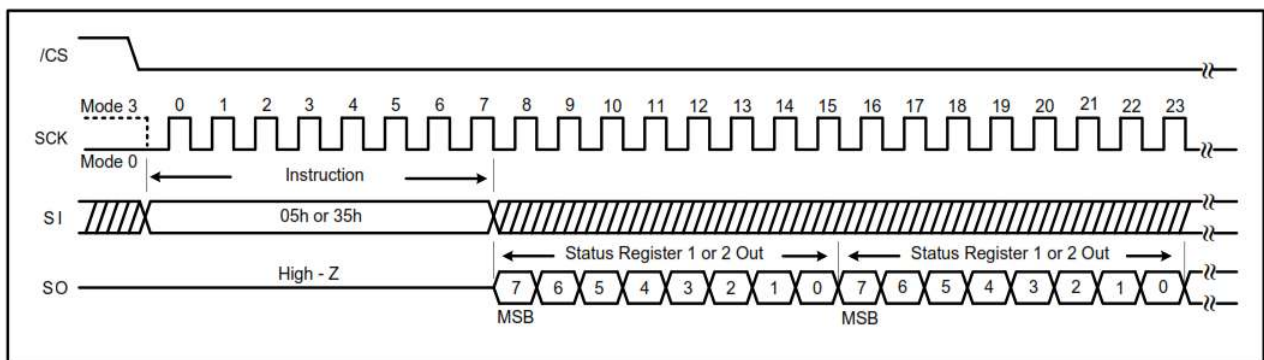 /CS
Mode 3 0 1 2 3 4 5 6 7 8 9 10 11 12 13 14 15 16 17 18 19 20 21 22 23
SCK
Mode 0
Instruction
SI 05h or 35h
Status Register 1 or 2 Out Status Register 1 or 2 Out
High - Z
SO 7 6 5 4 3 2 1 0 7 6 5 4 3 2 1 0
MSB MSB